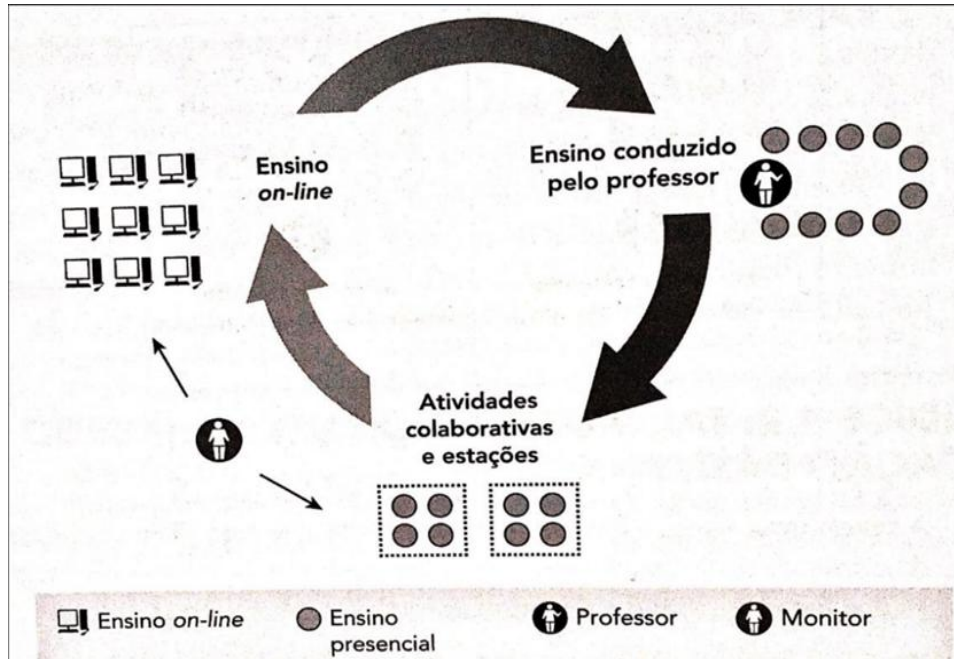 Ensino
on-line
Ensino conduzido
pelo professor
Atividades
colaborativas
e estações
Ensino on-line
Ensino
presencial
Professor
Monitor